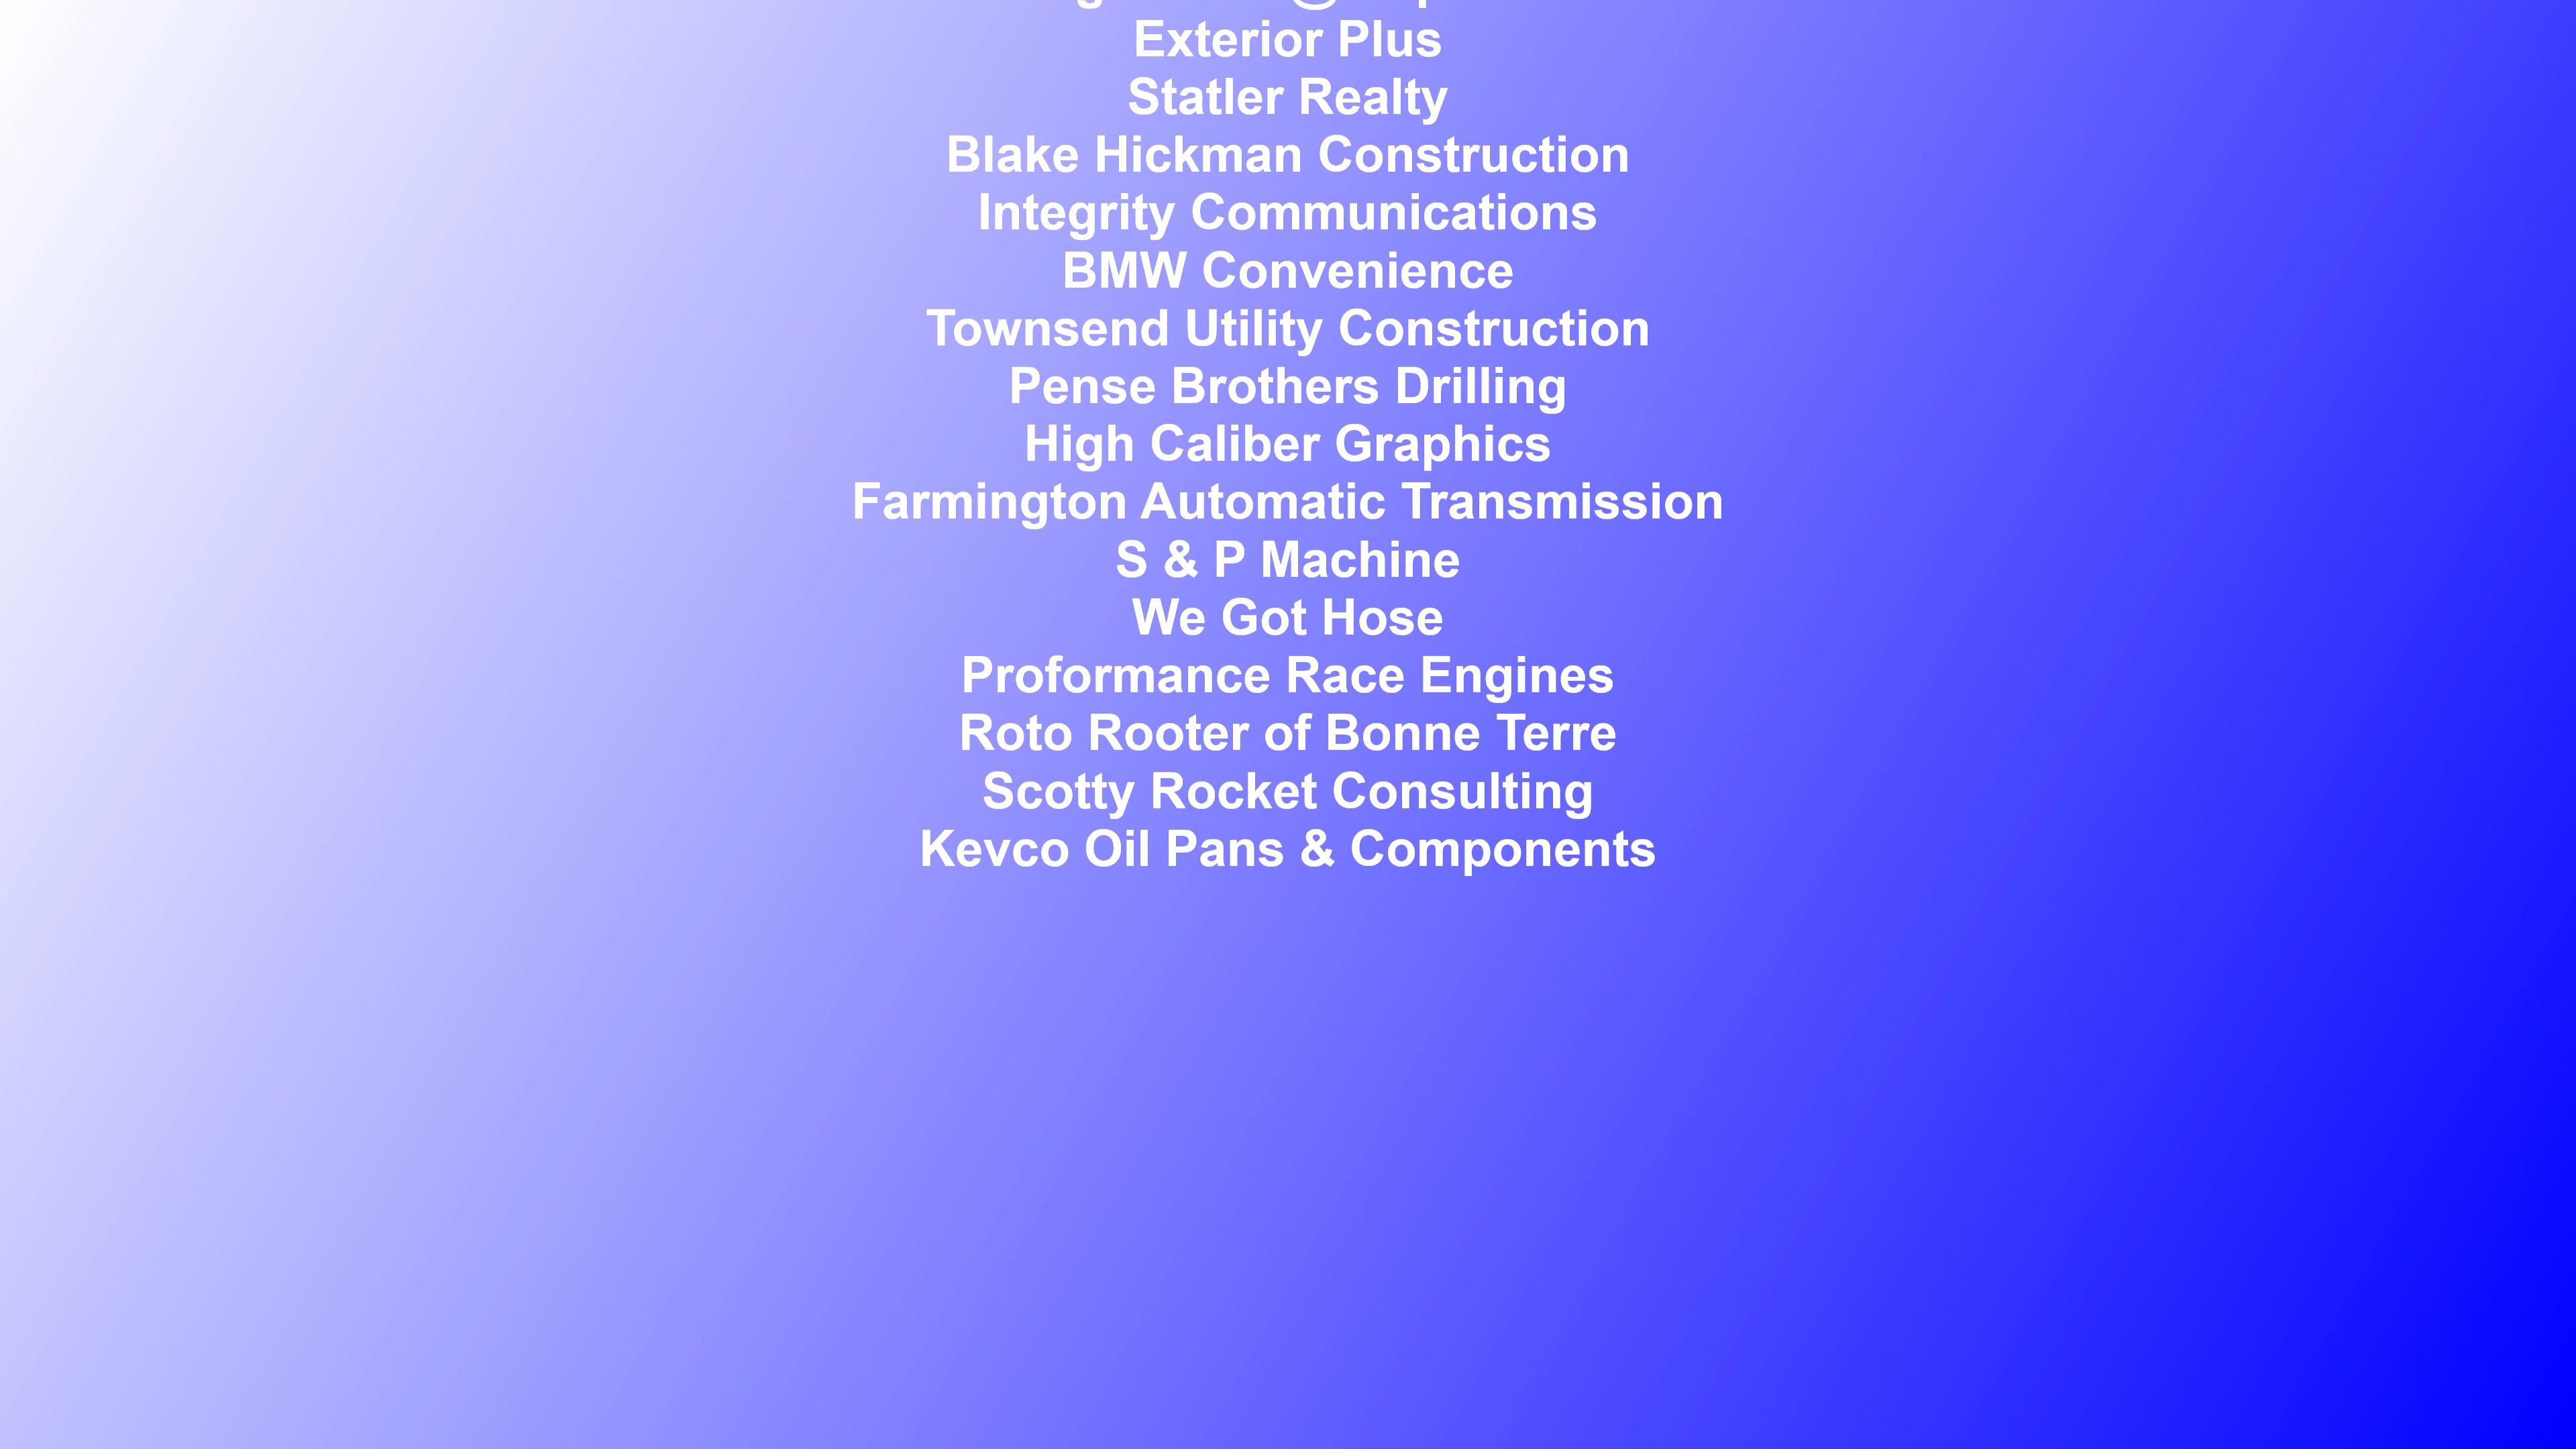 Exterior Plus
Statler Realty
Blake Hickman Construction
Integrity Communications
BMW Convenience
Townsend Utility Construction
Pense Brothers Drilling
High Caliber Graphics
Farmington Automatic Transmission
S & P Machine
We Got Hose
Proformance Race Engines
Roto Rooter of Bonne Terre
Scotty Rocket Consulting
Kevco Oil Pans & Components